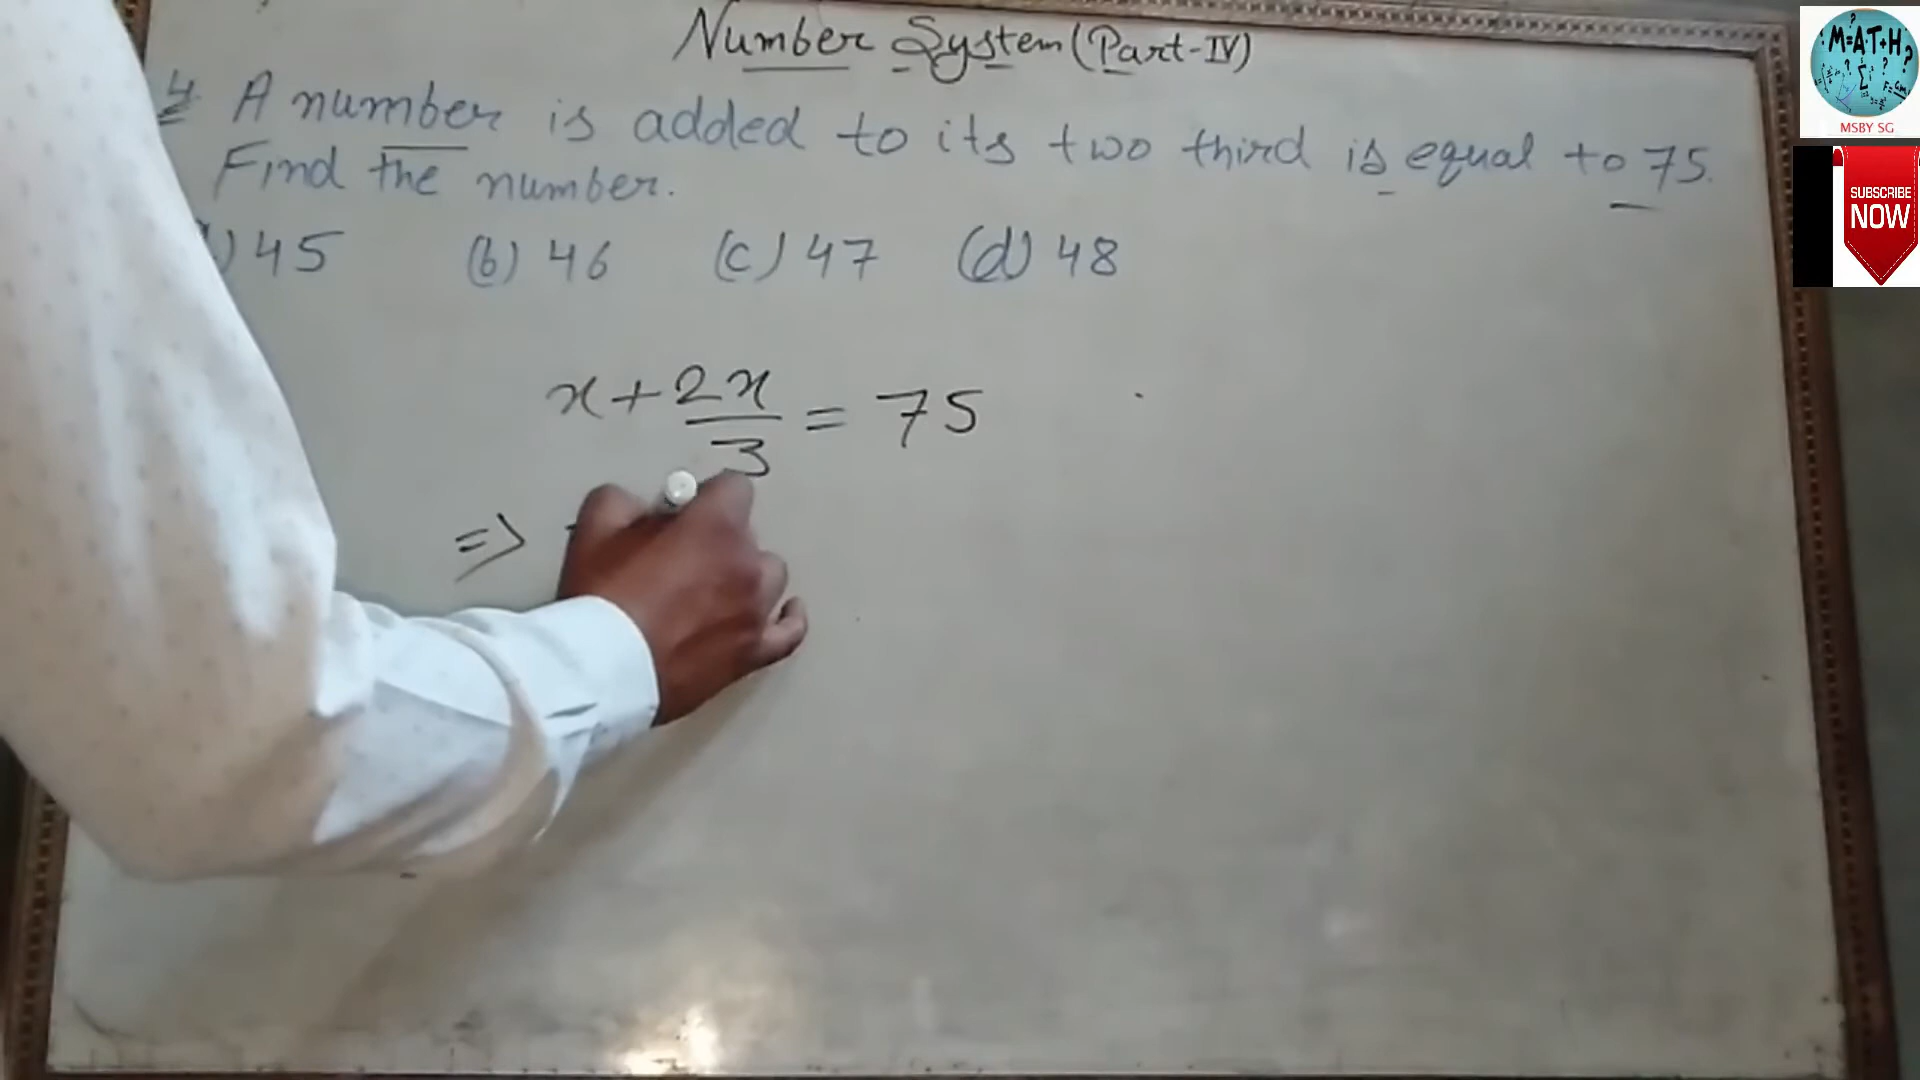 Number System (Part-IV)
4 A number is added to its two third is equal to 75.
Find the number.
) 45 (b) 46 (c) 47 (d) 48
x + 2x/3 = 75
=>
M=A+T+H
MSBY SG
SUBSCRIBE
NOW